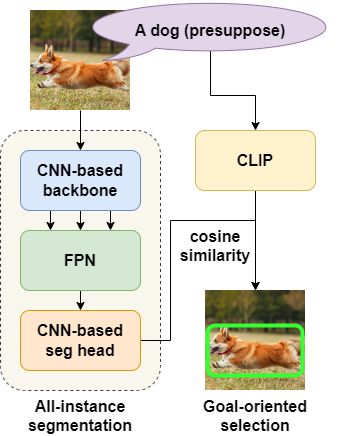 A dog (presuppose)
CNN-based
backbone
CLIP
FPN
cosine
similarity
CNN-based
seg head
All-instance
segmentation
Goal-oriented
selection